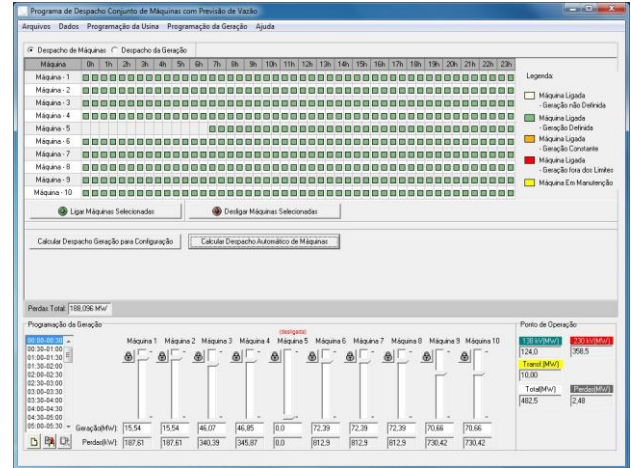 Programa de Despacho Conjunto de Máquinas com Previsão de Vazão
Arquivos Dados Programação da Usina Programação da Geração Ajuda
Despacho de Máquinas Despacho da Geração
Máquina 0h 1h 2h 3h 4h 5h 6h 7h 8h 9h 10h 11h 12h 13h 14h 15h 16h 17h 18h 19h 20h 21h 22h 23h
Máquina - 1
Máquina - 2
Máquina - 3
Máquina - 4
Máquina - 5
Máquina - 6
Máquina - 7
Máquina - 8
Máquina - 9
Máquina - 10
Legenda:
Máquina Ligada
- Geração não Definida
Máquina Ligada
- Geração Definida
Máquina Ligada
- Geração Constante
Máquina Ligada
- Geração fora dos Limites
Máquina Em Manutenção
Ligar Máquinas Selecionadas Desligar Máquinas Selecionadas
Calcular Despacho Geração para Configuração Calcular Despacho Automático de Máquinas
Perdas Total: 188,096 MW
Programação da Geração
(desligada)
Máquina 1 Máquina 2 Máquina 3 Máquina 4 Máquina 5 Máquina 6 Máquina 7 Máquina 8 Máquina 9 Máquina 10
00:00-00:30
00:30-01:00
01:00-01:30
01:30-02:00
02:00-02:30
02:30-03:00
03:00-03:30
03:30-04:00
04:00-04:30
04:30-05:00
05:00-05:30
Geração(MW): 15,54 15,54 46,07 46,85 0,0 72,39 72,39 72,39 70,66 70,66
Perdas(kW): 187,61 187,61 340,39 345,87 0,0 812,9 812,9 812,9 730,42 730,42
Ponto de Operação
138 kV(MW) 230 kV(MW)
124,0 358,5
Transf.(MW)
10,00
Total(MW) Perdas(MW)
482,5 2,48